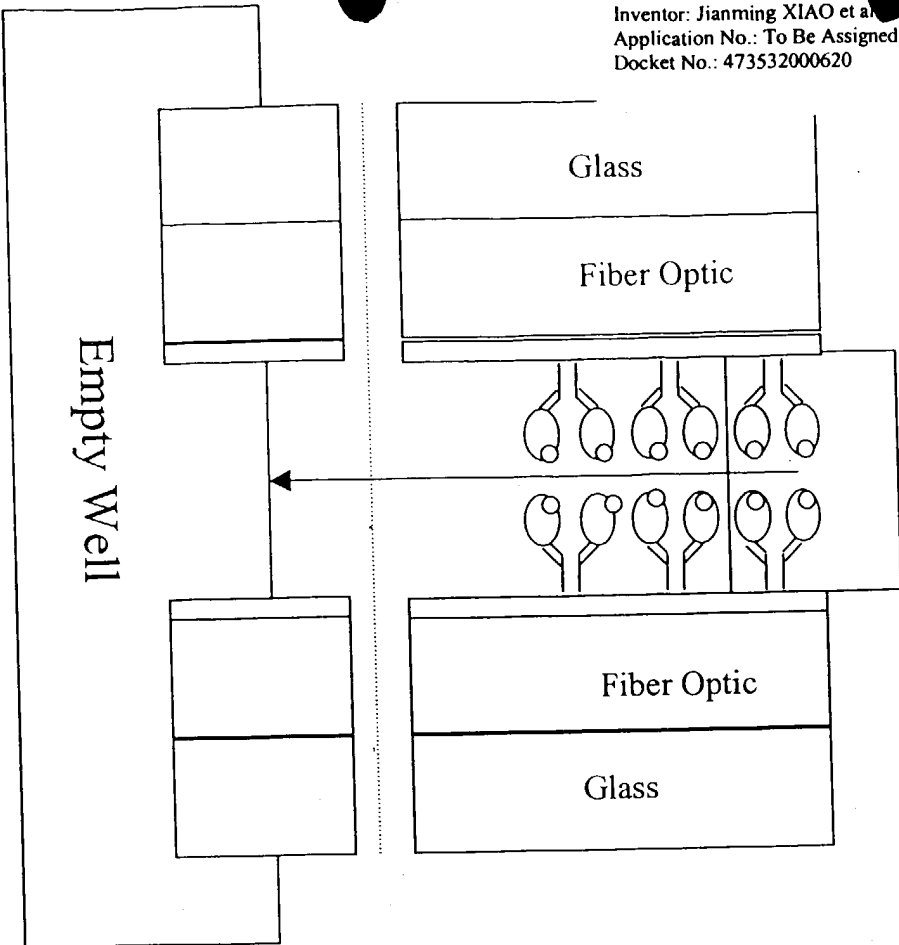 Inventor: Jianming XIAO et al
Application No.: To Be Assigned
Docket No.: 473532000620
Glass
Fiber Optic
Empty Well
Fiber Optic
Glass